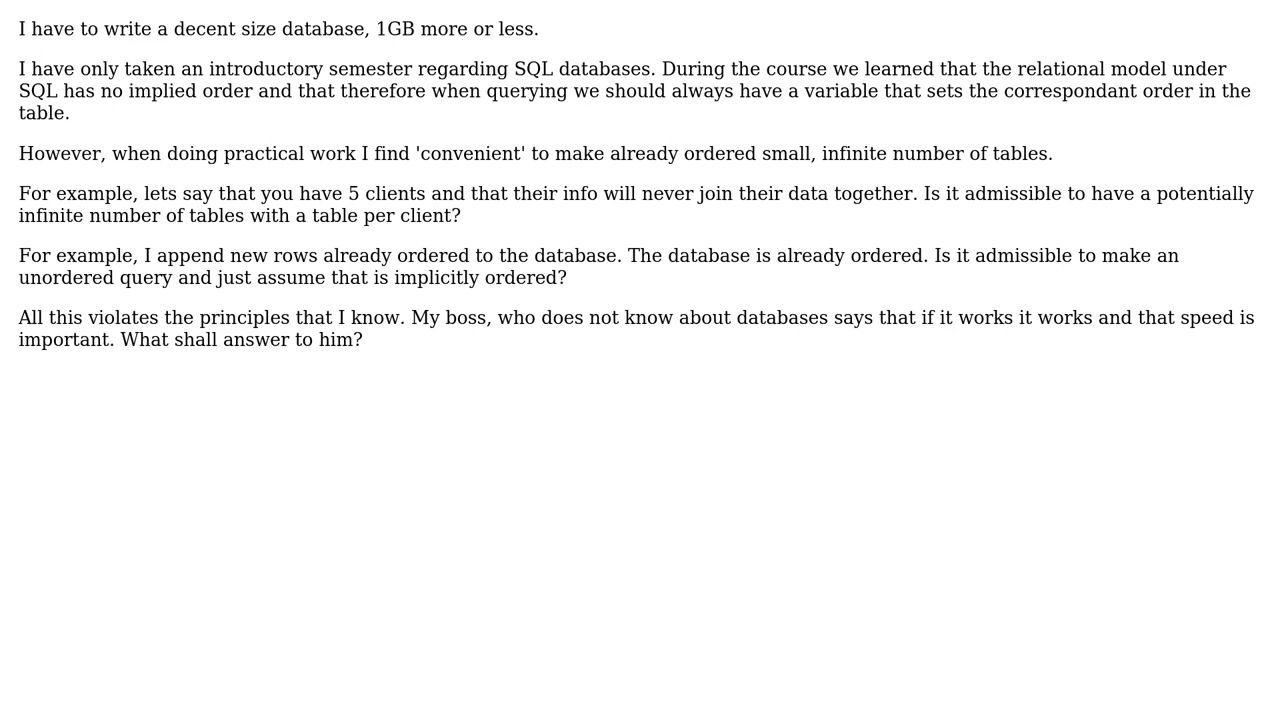 I have to write a decent size database, 1GB more or less.
I have only taken an introductory semester regarding SQL databases. During the course we learned that the relational model under
SQL has no implied order and that therefore when querying we should always have a variable that sets the correspondant order in the
table.
However, when doing practical work I find 'convenient' to make already ordered small, infinite number of tables.
For example, lets say that you have 5 clients and that their info will never join their data together. Is it admissible to have a potentially
infinite number of tables with a table per client?
For example, I append new rows already ordered to the database. The database is already ordered. Is it admissible to make an
unordered query and just assume that is implicitly ordered?
All this violates the principles that I know. My boss, who does not know about databases says that if it works it works and that speed is
important. What shall answer to him?